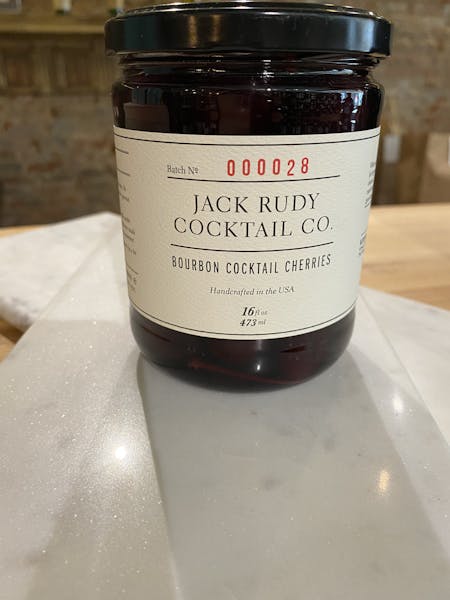 Batch Nº 000028
JACK RUDY
COCKTAIL CO.
BOURBON COCKTAIL CHERRIES
Handcrafted in the USA
16 fl oz
473 ml